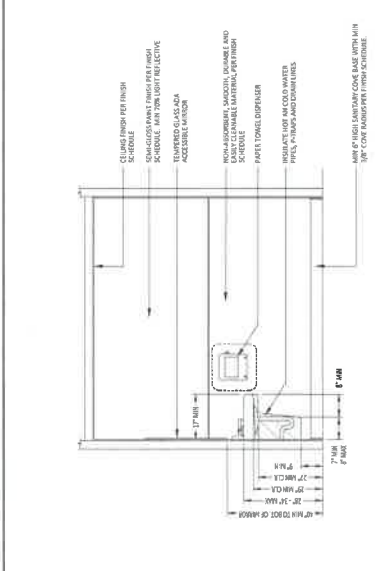 CEILING FINISH PER FINISH
SCHEDULE
SEMI-GLOSS PAINT FINISH PER FINISH
SCHEDULE. MIN 70% LIGHT REFLECTIVE
TEMPERED GLASS ADA
ACCESSIBLE MIRROR
NON-ABSORBENT, SMOOTH, DURABLE AND
EASILY CLEANABLE MATERIAL, PER FINISH
SCHEDULE
PAPER TOWEL DISPENSER
INSULATE HOT AN COLD WATER
PIPES, P-TRAPS AND DRAIN LINES
MIN 6" HIGH SANITARY COVE BASE WITH MIN
3/8" COVE RADIUS PER FINISH SCHEDULE
17" MIN
6" MIN
7" MIN
8" MAX
9" MIN
27" MIN CLR
29" MIN CLR
28" - 34" MAX
40" MIN TO BOT OF MIRROR